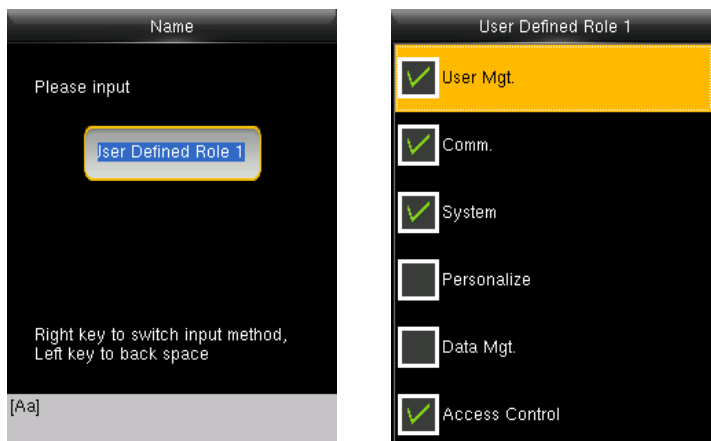 Name
Please input
User Defined Role 1
Right key to switch input method,
Left key to back space
[Aa]
User Defined Role 1
User Mgt.
Comm.
System
Personalize
Data Mgt.
Access Control